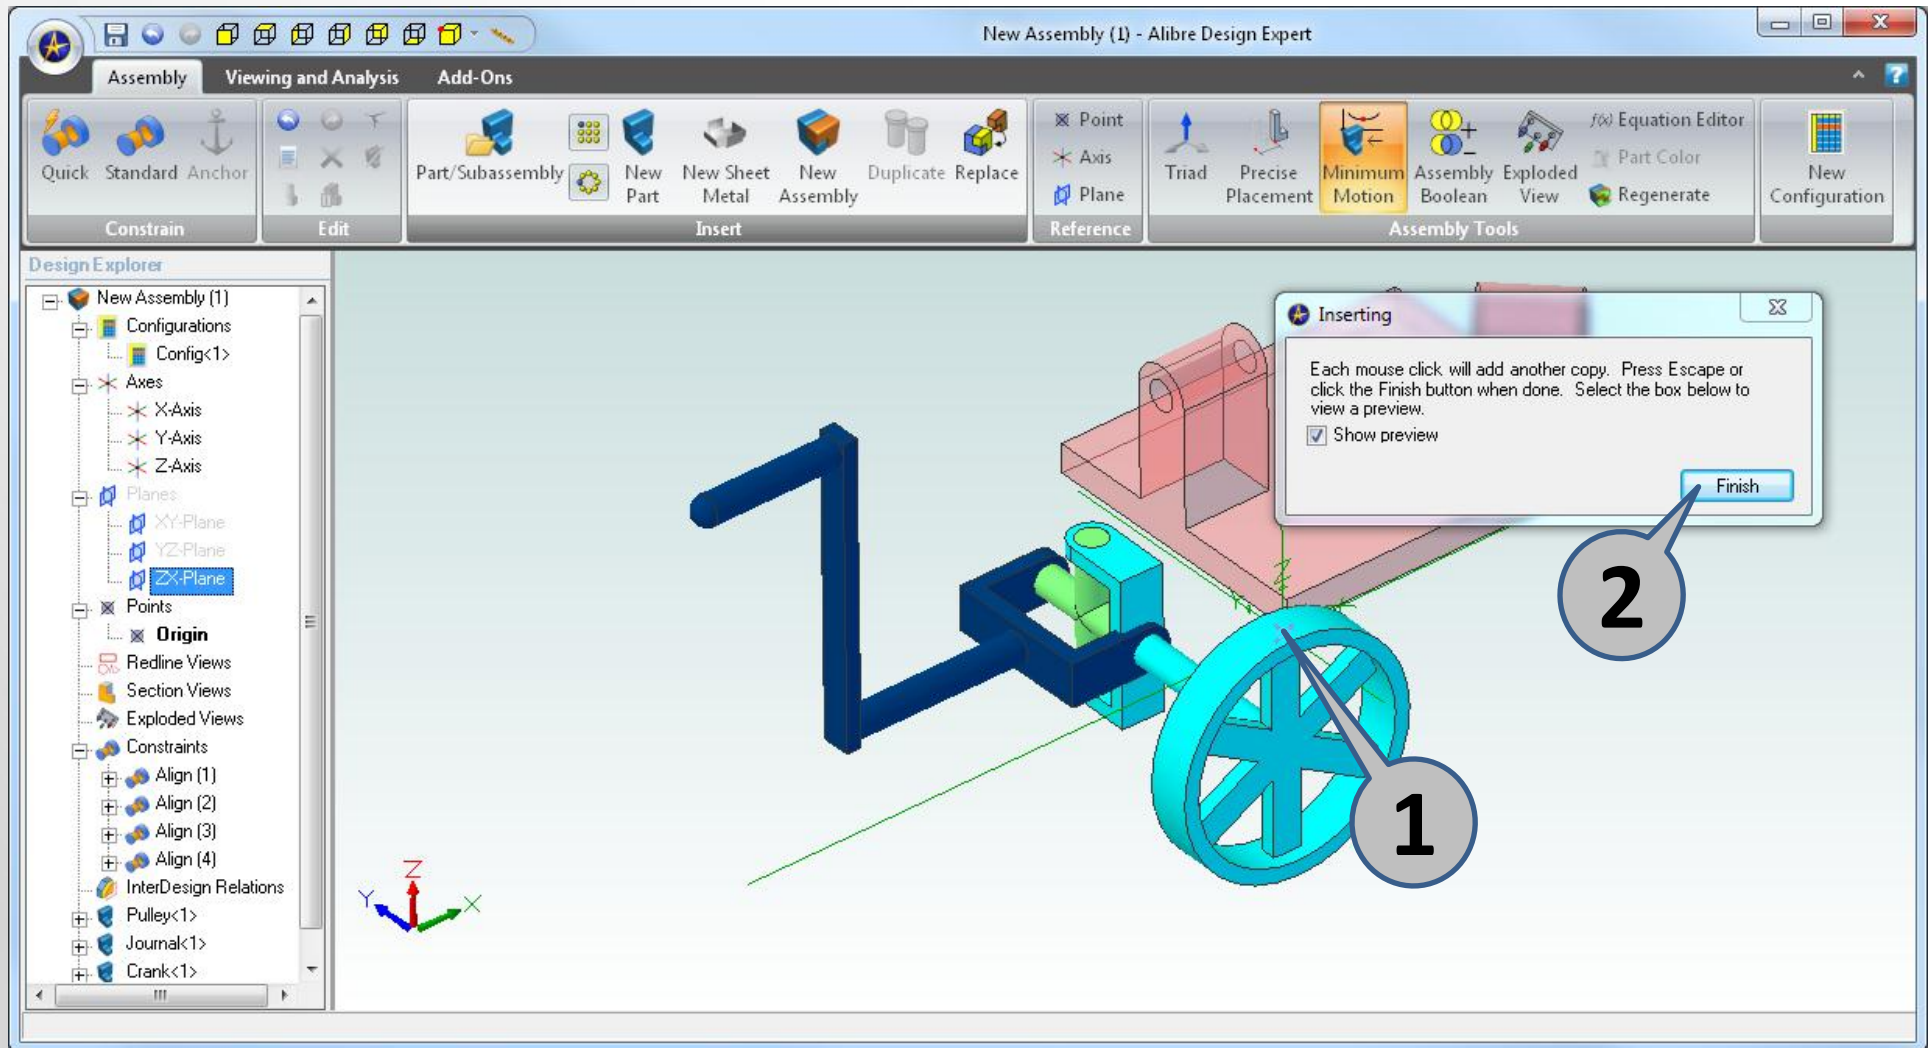 New Assembly (1) - Alibre Design Expert
Assembly Viewing and Analysis Add-Ons
Quick Standard Anchor
Constrain
Edit
Part/Subassembly
New Part
New Sheet Metal
New Assembly
Duplicate
Replace
Insert
Point
Axis
Plane
Reference
Triad
Precise Placement
Minimum Motion
Assembly Boolean
Exploded View
f(x) Equation Editor
Part Color
Regenerate
Assembly Tools
New Configuration
Design Explorer
New Assembly (1)
Configurations
Config<1>
Axes
X-Axis
Y-Axis
Z-Axis
Planes
XY-Plane
YZ-Plane
ZX-Plane
Points
Origin
Redline Views
Section Views
Exploded Views
Constraints
Align (1)
Align (2)
Align (3)
Align (4)
InterDesign Relations
Pulley<1>
Journal<1>
Crank<1>
Inserting
Each mouse click will add another copy. Press Escape or
click the Finish button when done. Select the box below to
view a preview.
Show preview
Finish
2
1
Z
Y
X